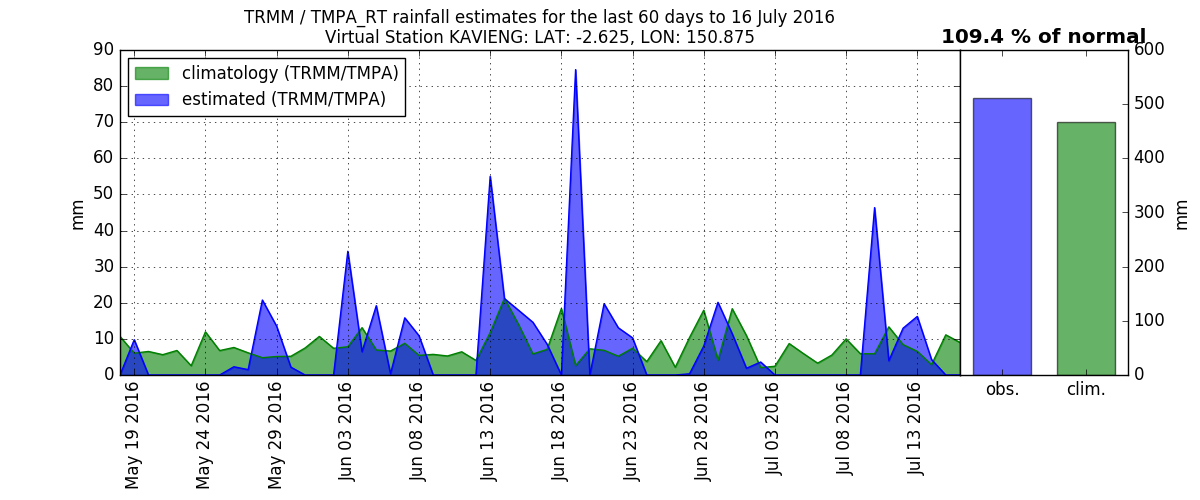 TRMM / TMPA_RT rainfall estimates for the last 60 days to 16 July 2016
Virtual Station KAVIENG: LAT: -2.625, LON: 150.875
109.4 % of normal
climatology (TRMM/TMPA)
estimated (TRMM/TMPA)
90
80
70
60
50
40
30
20
10
0
mm
May 19 2016
May 24 2016
May 29 2016
Jun 03 2016
Jun 08 2016
Jun 13 2016
Jun 18 2016
Jun 23 2016
Jun 28 2016
Jul 03 2016
Jul 08 2016
Jul 13 2016
600
500
400
300
200
100
0
mm
obs.
clim.